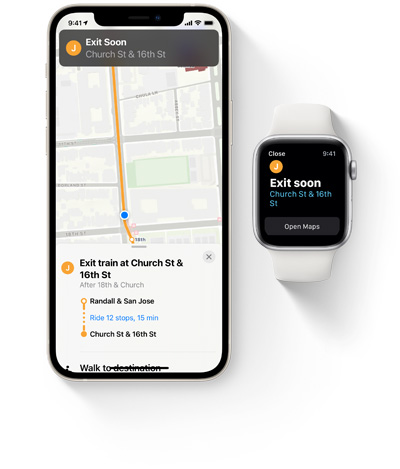 9:41
J
Exit Soon
Church St & 16th St
16TH ST
18th
J
Exit train at Church St &
16th St
After 18th & Church
Randall & San Jose
Ride 12 stops, 15 min
Church St & 16th St
Walk to destination
Close 9:41
J
Exit soon
Church St & 16th
St
Open Maps